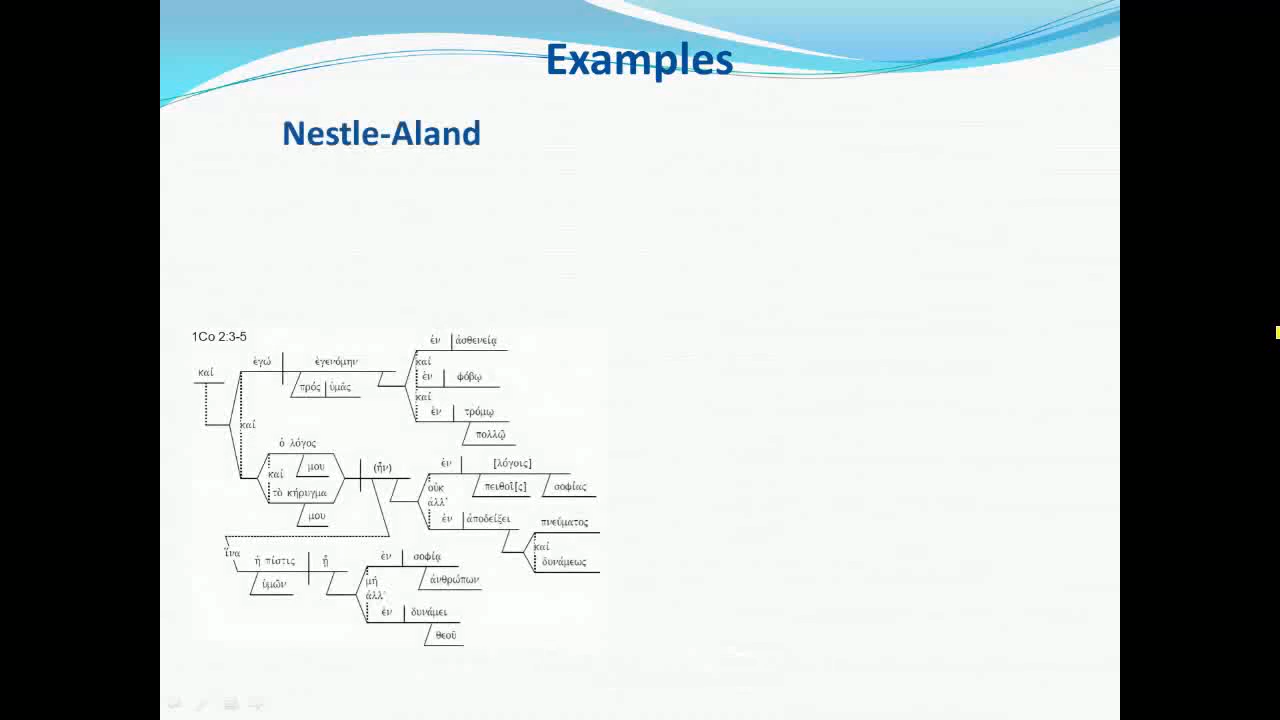 Examples
Nestle-Aland
1Co 2:3-5
ἐν ἀσθενείᾳ
καί ἐγώ ἐγενόμην καί
πρός ὑμᾶς ἐν φόβῳ
καί
ἐν τρόμῳ
καί πολλῷ
ὁ λόγος
μου (ἦν) ἐν [λόγοις]
καί οὐκ πειθοῖ[ς] σοφίας
τὸ κήρυγμα ἀλλ’
μου ἐν ἀποδείξει πνεύματος
καί
ἵνα δυνάμεως
ἡ πίστις ᾖ ἐν σοφίᾳ
ὑμῶν μή ἀνθρώπων
ἀλλ’
ἐν δυνάμει
θεοῦ